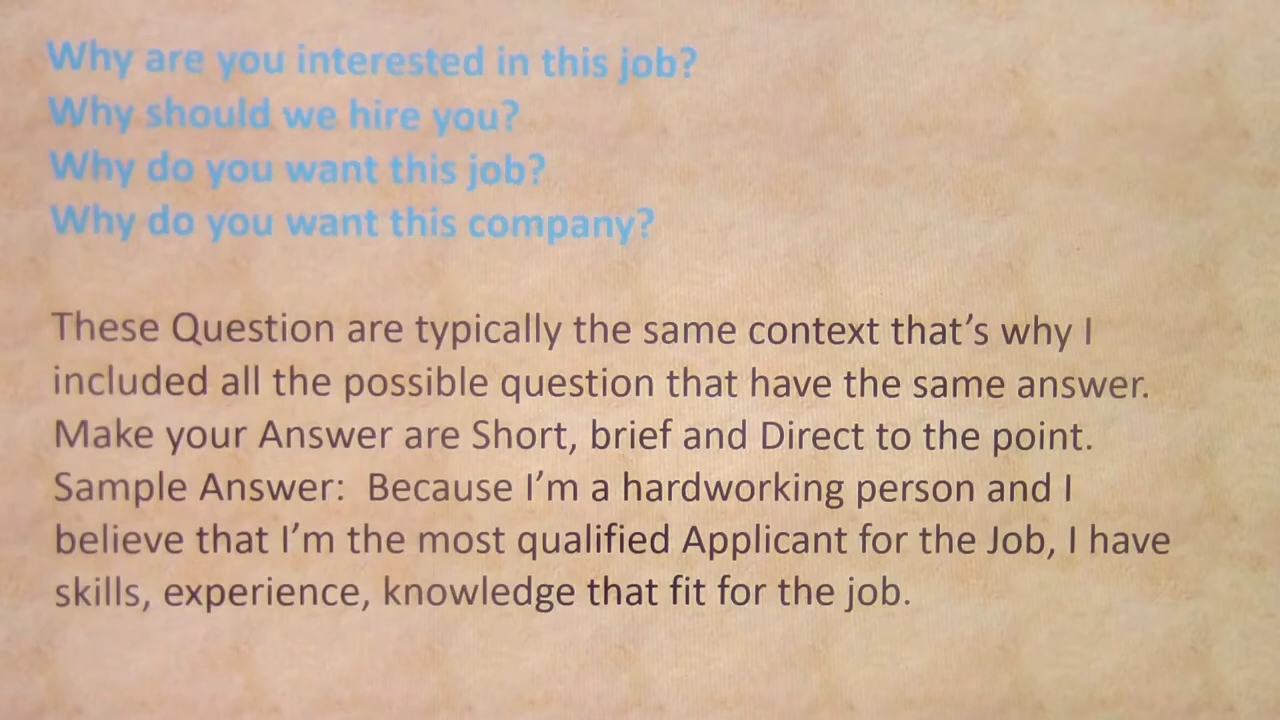 Why are you interested in this job?
Why should we hire you?
Why do you want this job?
Why do you want this company?
These Question are typically the same context that's why I
included all the possible question that have the same answer.
Make your Answer are Short, brief and Direct to the point.
Sample Answer:  Because I'm a hardworking person and I
believe that I'm the most qualified Applicant for the Job, I have
skills, experience, knowledge that fit for the job.